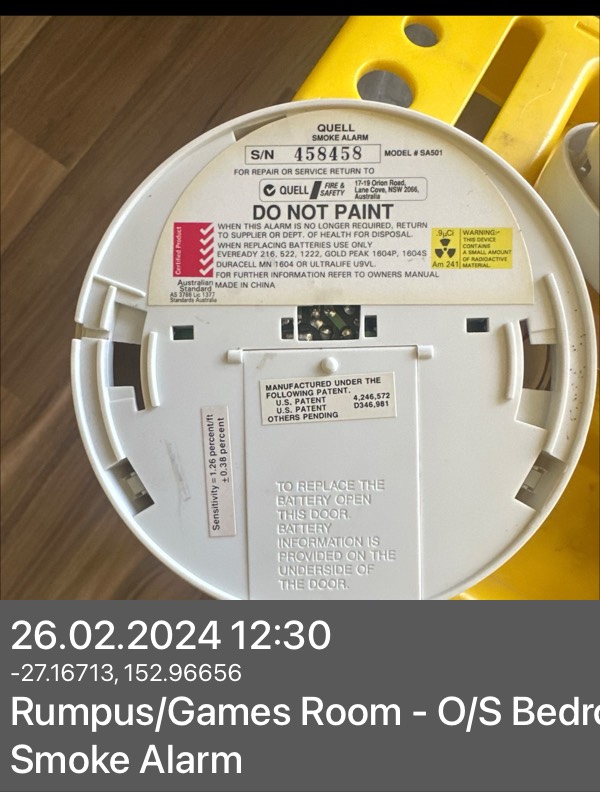 QUELL
SMOKE ALARM
S/N 458458 MODEL # SA501
FOR REPAIR OR SERVICE RETURN TO
QUELL FIRE & SAFETY 17-19 Orion Road, Lane Cove, NSW 2066, Australia
DO NOT PAINT
WHEN THIS ALARM IS NO LONGER REQUIRED, RETURN
TO SUPPLIER OR DEPT. OF HEALTH FOR DISPOSAL.
WHEN REPLACING BATTERIES USE ONLY
EVEREADY 216, 522, 1222, GOLD PEAK 1604P, 1604S
DURACELL MN 1604 OR ULTRALIFE U9VL.
FOR FURTHER INFORMATION REFER TO OWNERS MANUAL
MADE IN CHINA
Certified Product
Australian
Standard
AS 3786 Lic 1377
Standards Australia
.9µCi
Am 241
WARNING:-
THIS DEVICE
CONTAINS
A SMALL AMOUNT
OF RADIOACTIVE
MATERIAL.
MANUFACTURED UNDER THE
FOLLOWING PATENT.
U.S. PATENT 4,246,572
U.S. PATENT D346,981
OTHERS PENDING
Sensitivity = 1.26 percent/ft
± 0.38 percent
TO REPLACE THE
BATTERY OPEN
THIS DOOR.
BATTERY
INFORMATION IS
PROVIDED ON THE
UNDERSIDE OF
THE DOOR.
26.02.2024 12:30
-27.16713, 152.96656
Rumpus/Games Room - O/S Bedro
Smoke Alarm